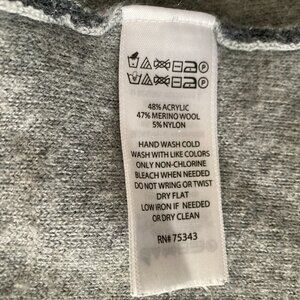 48% ACRYLIC
47% MERINO WOOL
5% NYLON
HAND WASH COLD
WASH WITH LIKE COLORS
ONLY NON-CHLORINE
BLEACH WHEN NEEDED
DO NOT WRING OR TWIST
DRY FLAT
LOW IRON IF NEEDED
OR DRY CLEAN
RN# 75343